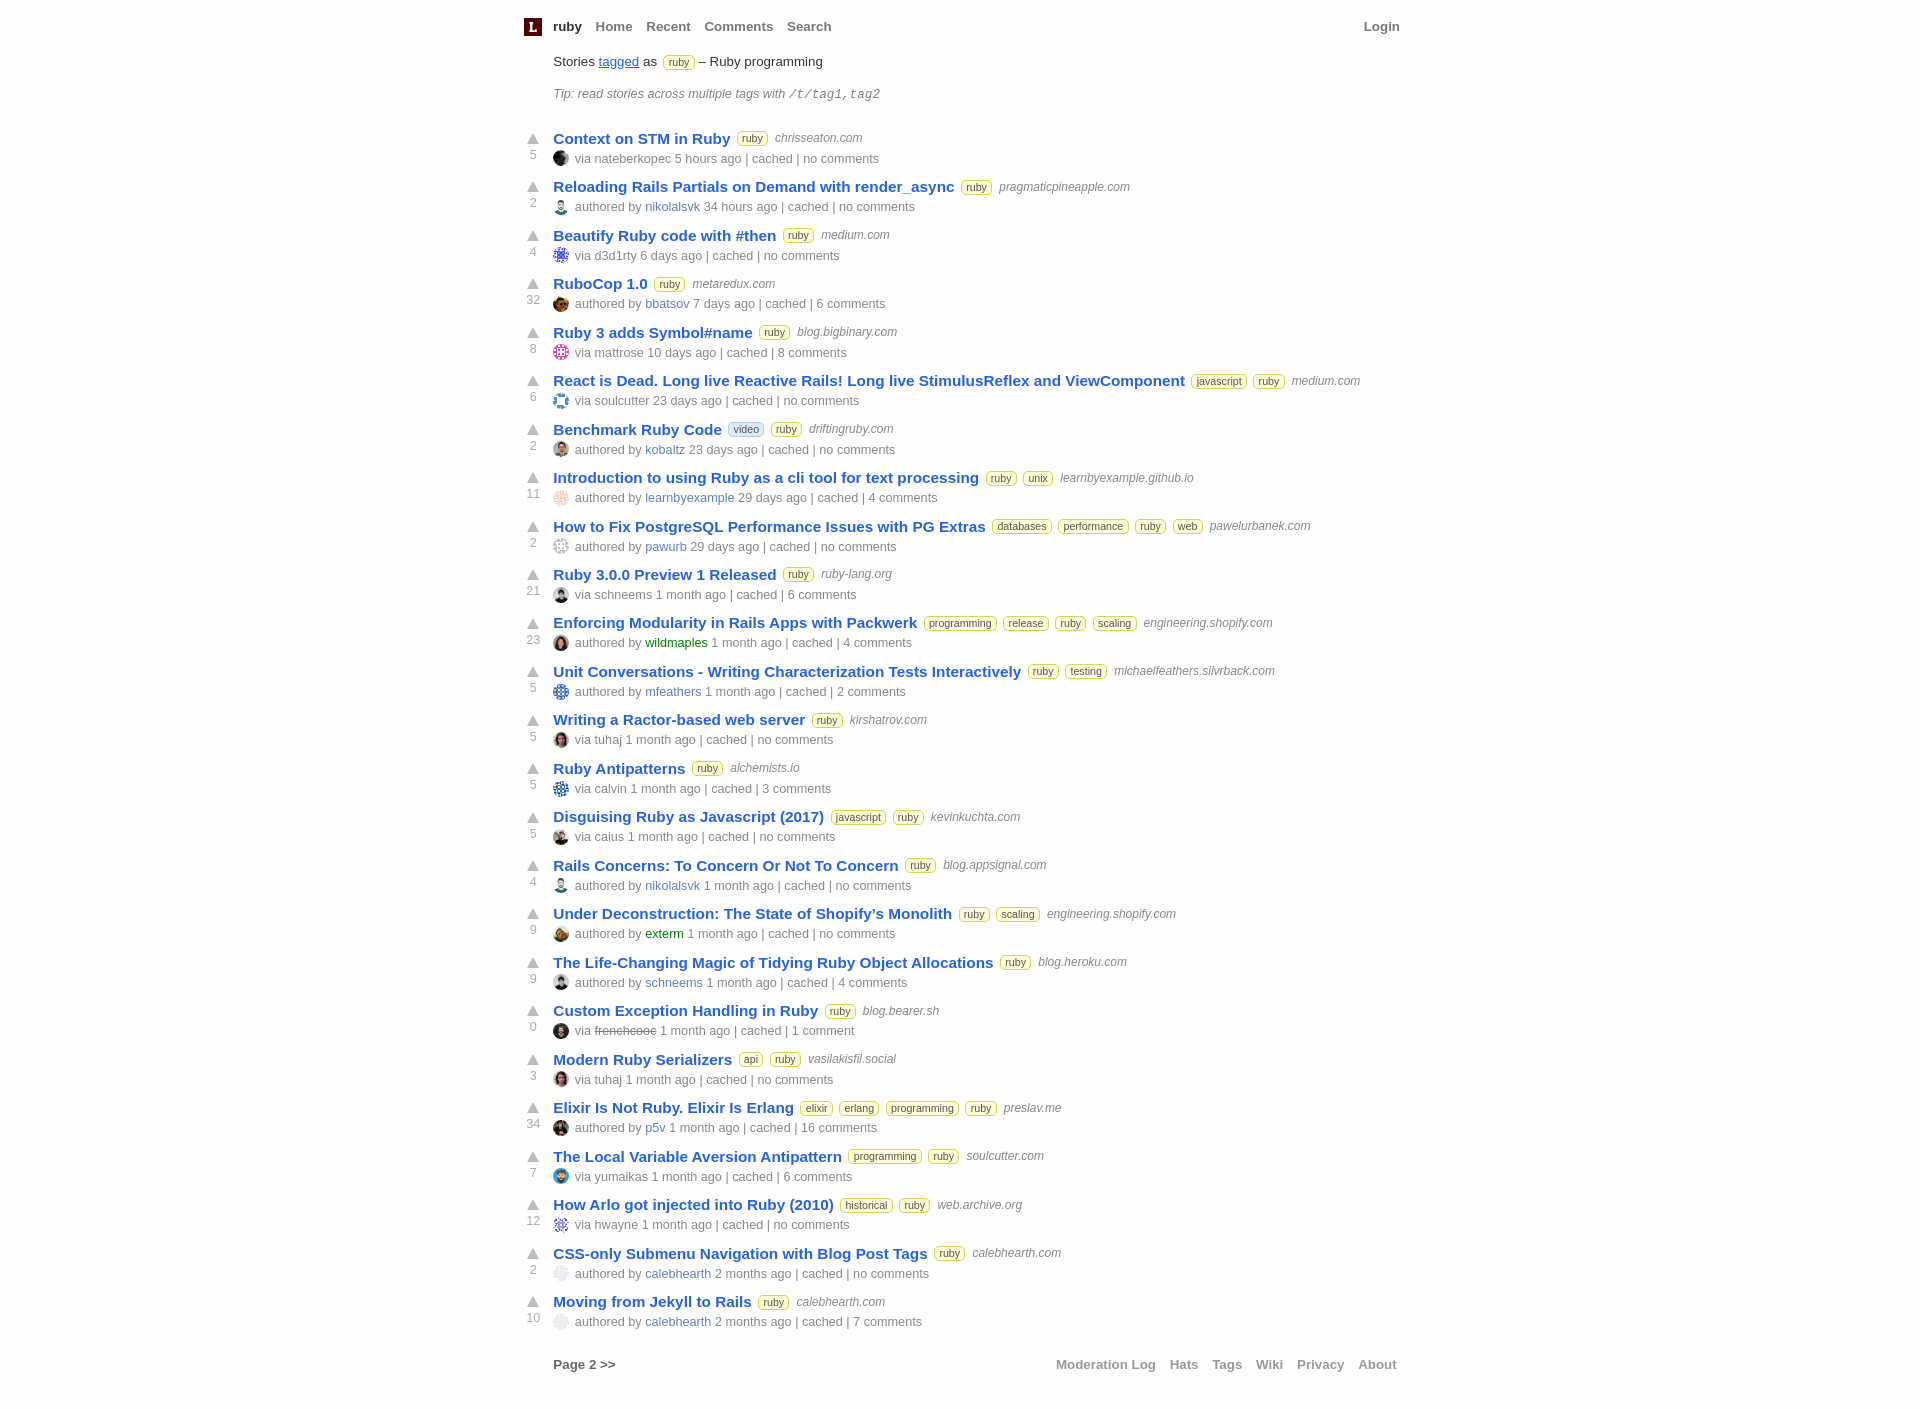 L ruby Home Recent Comments Search Login
Stories tagged as ruby – Ruby programming
Tip: read stories across multiple tags with /t/tag1,tag2
Context on STM in Ruby ruby chrisseaton.com
5 via nateberkopec 5 hours ago | cached | no comments
Reloading Rails Partials on Demand with render_async ruby pragmaticpineapple.com
2 authored by nikolalsvk 34 hours ago | cached | no comments
Beautify Ruby code with #then ruby medium.com
4 via d3d1rty 6 days ago | cached | no comments
RuboCop 1.0 ruby metaredux.com
32 authored by bbatsov 7 days ago | cached | 6 comments
Ruby 3 adds Symbol#name ruby blog.bigbinary.com
8 via mattrose 10 days ago | cached | 8 comments
React is Dead. Long live Reactive Rails! Long live StimulusReflex and ViewComponent javascript ruby medium.com
6 via soulcutter 23 days ago | cached | no comments
Benchmark Ruby Code video ruby driftingruby.com
2 authored by kobaltz 23 days ago | cached | no comments
Introduction to using Ruby as a cli tool for text processing ruby unix learnbyexample.github.io
11 authored by learnbyexample 29 days ago | cached | 4 comments
How to Fix PostgreSQL Performance Issues with PG Extras databases performance ruby web pawelurbanek.com
2 authored by pawurb 29 days ago | cached | no comments
Ruby 3.0.0 Preview 1 Released ruby ruby-lang.org
21 via schneems 1 month ago | cached | 6 comments
Enforcing Modularity in Rails Apps with Packwerk programming release ruby scaling engineering.shopify.com
23 authored by wildmaples 1 month ago | cached | 4 comments
Unit Conversations - Writing Characterization Tests Interactively ruby testing michaelfeathers.silvrback.com
5 authored by mfeathers 1 month ago | cached | 2 comments
Writing a Ractor-based web server ruby kirshatrov.com
5 via tuhaj 1 month ago | cached | no comments
Ruby Antipatterns ruby alchemists.io
5 via calvin 1 month ago | cached | 3 comments
Disguising Ruby as Javascript (2017) javascript ruby kevinkuchta.com
5 via caius 1 month ago | cached | no comments
Rails Concerns: To Concern Or Not To Concern ruby blog.appsignal.com
4 authored by nikolalsvk 1 month ago | cached | no comments
Under Deconstruction: The State of Shopify’s Monolith ruby scaling engineering.shopify.com
9 authored by exterm 1 month ago | cached | no comments
The Life-Changing Magic of Tidying Ruby Object Allocations ruby blog.heroku.com
9 authored by schneems 1 month ago | cached | 4 comments
Custom Exception Handling in Ruby ruby blog.bearer.sh
0 via frenchcooc 1 month ago | cached | 1 comment
Modern Ruby Serializers api ruby vasilakisfil.social
3 via tuhaj 1 month ago | cached | no comments
Elixir Is Not Ruby. Elixir Is Erlang elixir erlang programming ruby preslav.me
34 authored by p5v 1 month ago | cached | 16 comments
The Local Variable Aversion Antipattern programming ruby soulcutter.com
7 via yumaikas 1 month ago | cached | 6 comments
How Arlo got injected into Ruby (2010) historical ruby web.archive.org
12 via hwayne 1 month ago | cached | no comments
CSS-only Submenu Navigation with Blog Post Tags ruby calebhearth.com
2 authored by calebhearth 2 months ago | cached | no comments
Moving from Jekyll to Rails ruby calebhearth.com
10 authored by calebhearth 2 months ago | cached | 7 comments
Page 2 >> Moderation Log Hats Tags Wiki Privacy About